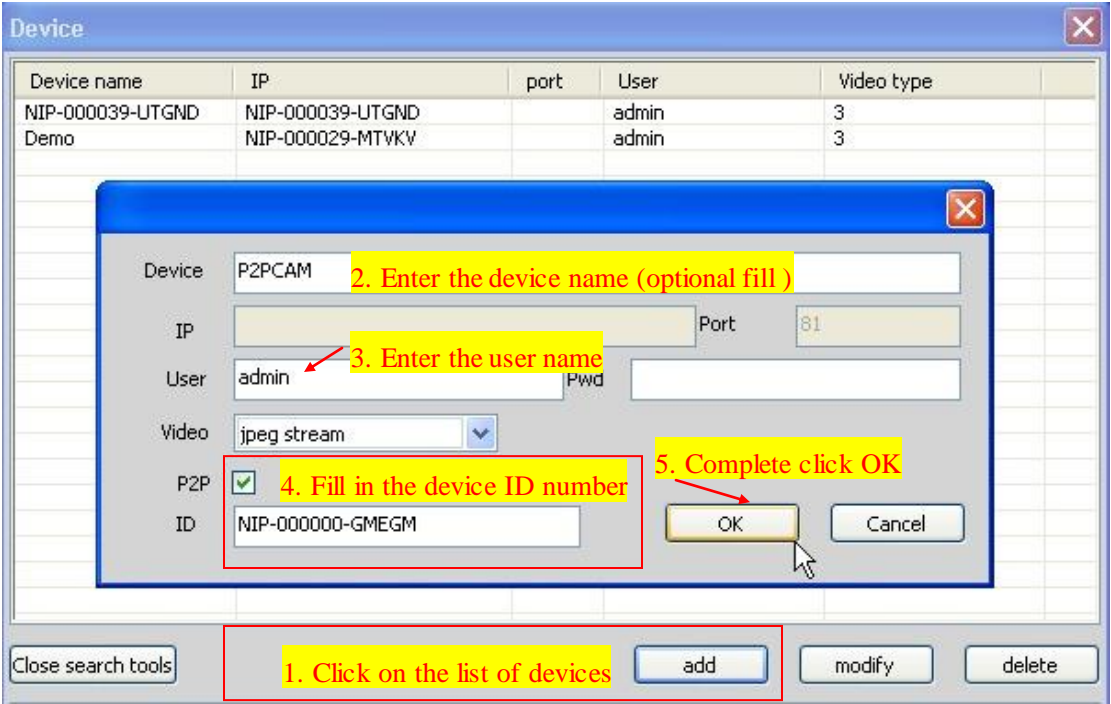 Device
Device name IP port User Video type
NIP-000039-UTGND NIP-000039-UTGND admin 3
Demo NIP-000029-MTVKV admin 3
Device P2PCAM 2. Enter the device name (optional fill )
IP Port 81
3. Enter the user name
User admin Pwd
Video jpeg stream
5. Complete click OK
P2P 4. Fill in the device ID number
ID NIP-000000-GMEGM OK Cancel
Close search tools 1. Click on the list of devices add modify delete